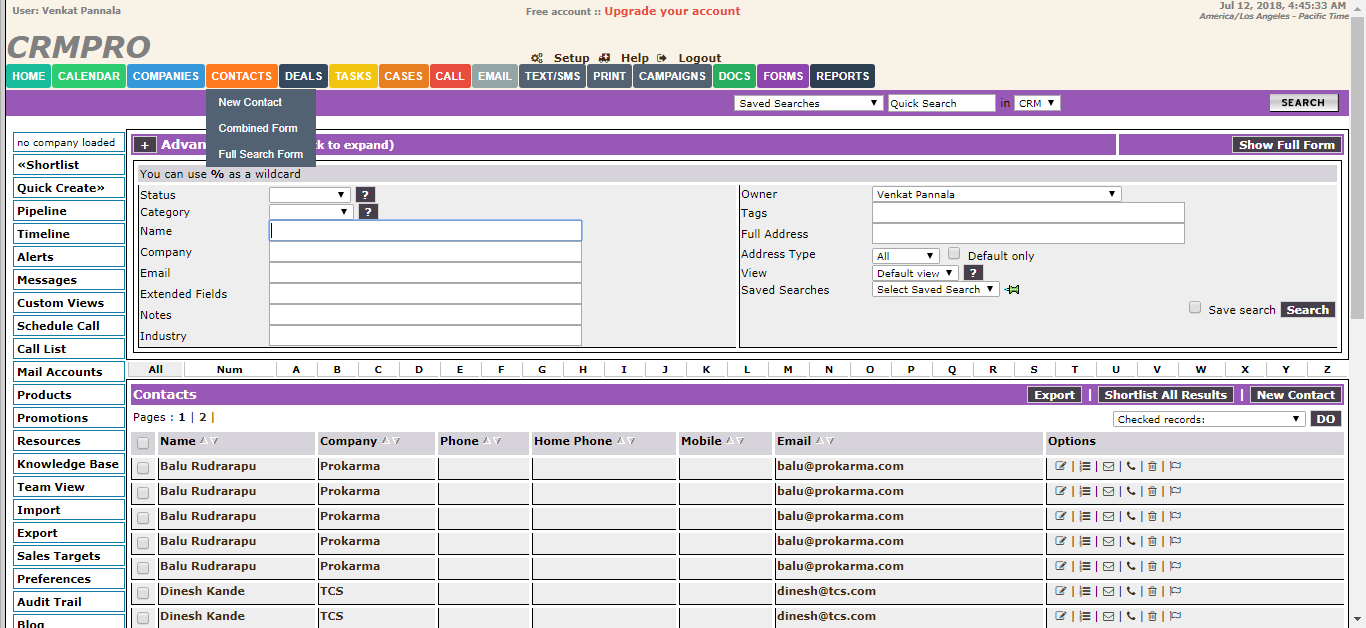 User: Venkat Pannala
Free account :: Upgrade your account
Jul 12, 2018, 4:45:33 AM
America/Los Angeles - Pacific Time
CRMPRO
Setup Help Logout
HOME CALENDAR COMPANIES CONTACTS DEALS TASKS CASES CALL EMAIL TEXT/SMS PRINT CAMPAIGNS DOCS FORMS REPORTS
New Contact
Combined Form
Full Search Form
Saved Searches Quick Search in CRM SEARCH
no company loaded
«Shortlist
Quick Create»
Pipeline
Timeline
Alerts
Messages
Custom Views
Schedule Call
Call List
Mail Accounts
Products
Promotions
Resources
Knowledge Base
Team View
Import
Export
Sales Targets
Preferences
Audit Trail
Blog
+ Advan k to expand) Show Full Form
You can use % as a wildcard
Status ?
Category ?
Name
Company
Email
Extended Fields
Notes
Industry
Owner Venkat Pannala
Tags
Full Address
Address Type All Default only
View Default view ?
Saved Searches Select Saved Search
Save search Search
All Num A B C D E F G H I J K L M N O P Q R S T U V W X Y Z
Contacts Export | Shortlist All Results | New Contact
Pages : 1 | 2 | Checked records: DO
Name Company Phone Home Phone Mobile Email Options
Balu Rudrarapu Prokarma balu@prokarma.com | | | | |
Balu Rudrarapu Prokarma balu@prokarma.com | | | | |
Balu Rudrarapu Prokarma balu@prokarma.com | | | | |
Balu Rudrarapu Prokarma balu@prokarma.com | | | | |
Balu Rudrarapu Prokarma balu@prokarma.com | | | | |
Dinesh Kande TCS dinesh@tcs.com | | | | |
Dinesh Kande TCS dinesh@tcs.com | | | | |